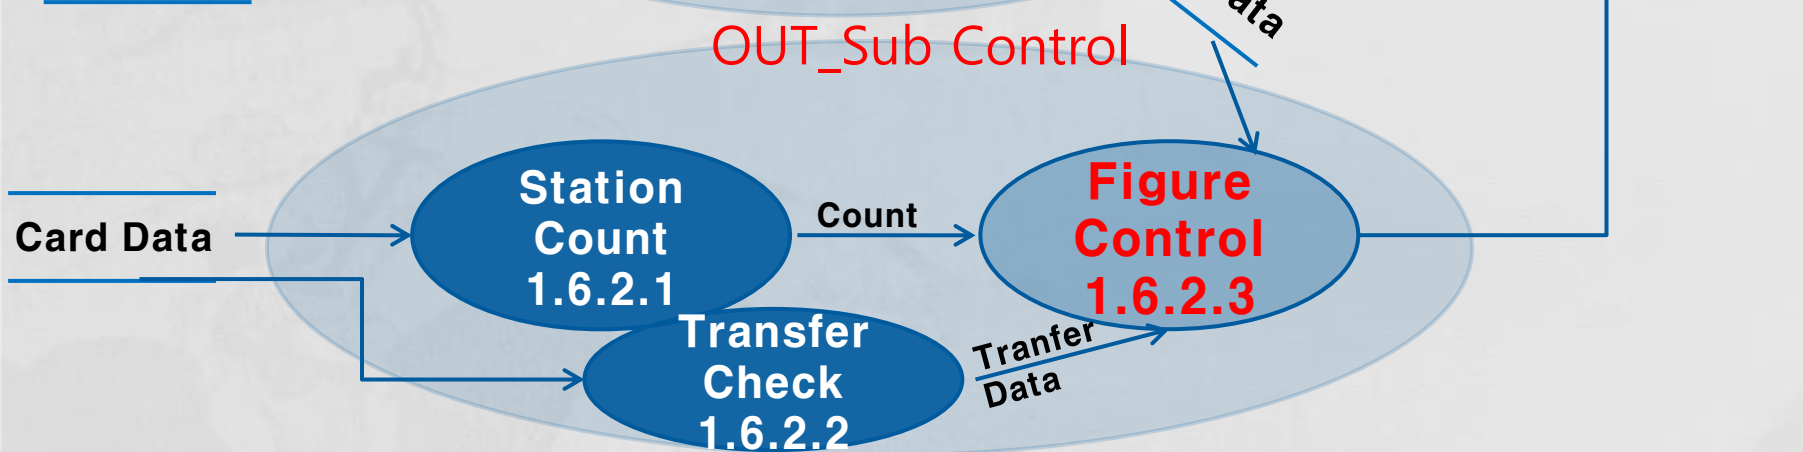 OUT_Sub Control
Card Data
Station
Count
1.6.2.1
Count
Figure
Control
1.6.2.3
Transfer
Check
1.6.2.2
Tranfer
Data